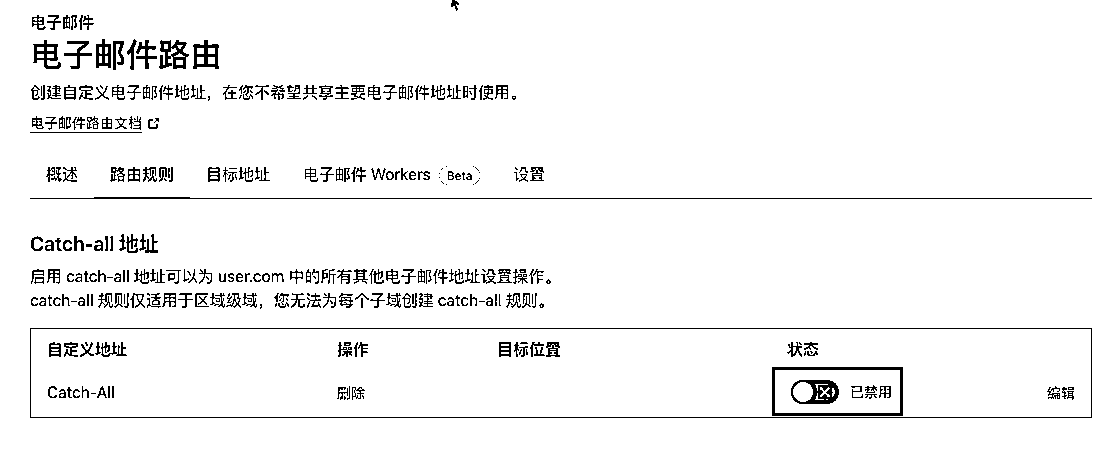 电子邮件
电子邮件路由
创建自定义电子邮件地址，在您不希望共享主要电子邮件地址时使用。
电子邮件路由文档
概述 路由规则 目标地址 电子邮件 Workers Beta 设置
Catch-all 地址
启用 catch-all 地址可以为 user.com 中的所有其他电子邮件地址设置操作。
catch-all 规则仅适用于区域级域，您无法为每个子域创建 catch-all 规则。
自定义地址 操作 目标位置 状态
Catch-All 删除 已禁用 编辑